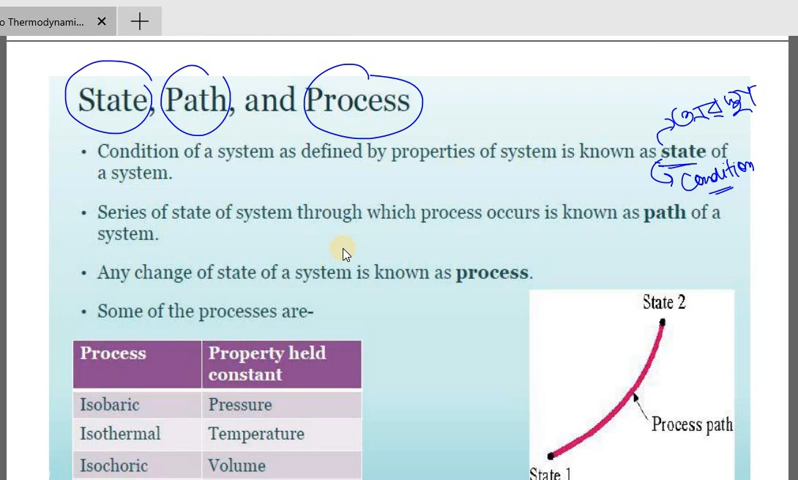 o Thermodynami...
State, Path, and Process
অবস্থা
• Condition of a system as defined by properties of system is known as state of
a system.
Condition
• Series of state of system through which process occurs is known as path of a
system.
• Any change of state of a system is known as process.
• Some of the processes are-
Process Property held
constant
Isobaric Pressure
Isothermal Temperature
Isochoric Volume
State 2
Process path
State 1